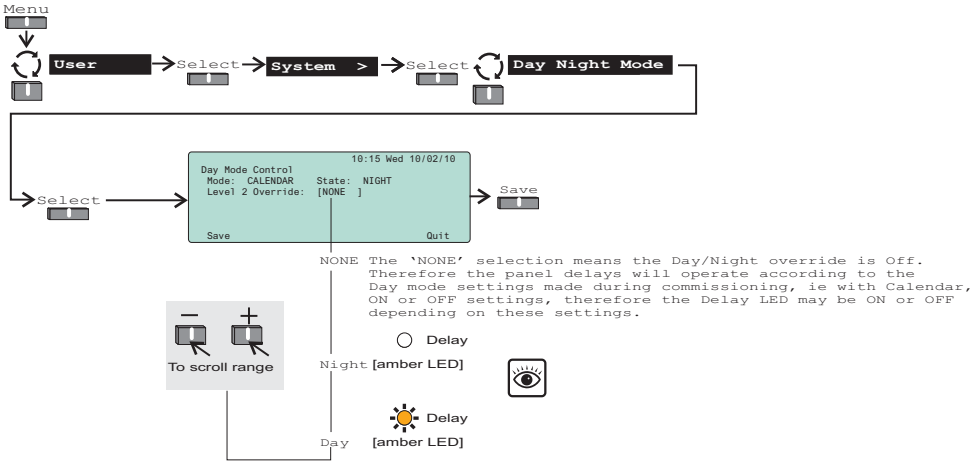 Menu
User
Select
System >
Select
Day Night Mode
Select
10:15 Wed 10/02/10
Day Mode Control
Mode: CALENDAR State: NIGHT
Level 2 Override: [NONE ]
Save Quit
Save
NONE The ‘NONE’ selection means the Day/Night override is Off.
Therefore the panel delays will operate according to the
Day mode settings made during commissioning, ie with Calendar,
ON or OFF settings, therefore the Delay LED may be ON or OFF
depending on these settings.
− +
To scroll range
Delay
Night [amber LED]
Delay
Day [amber LED]